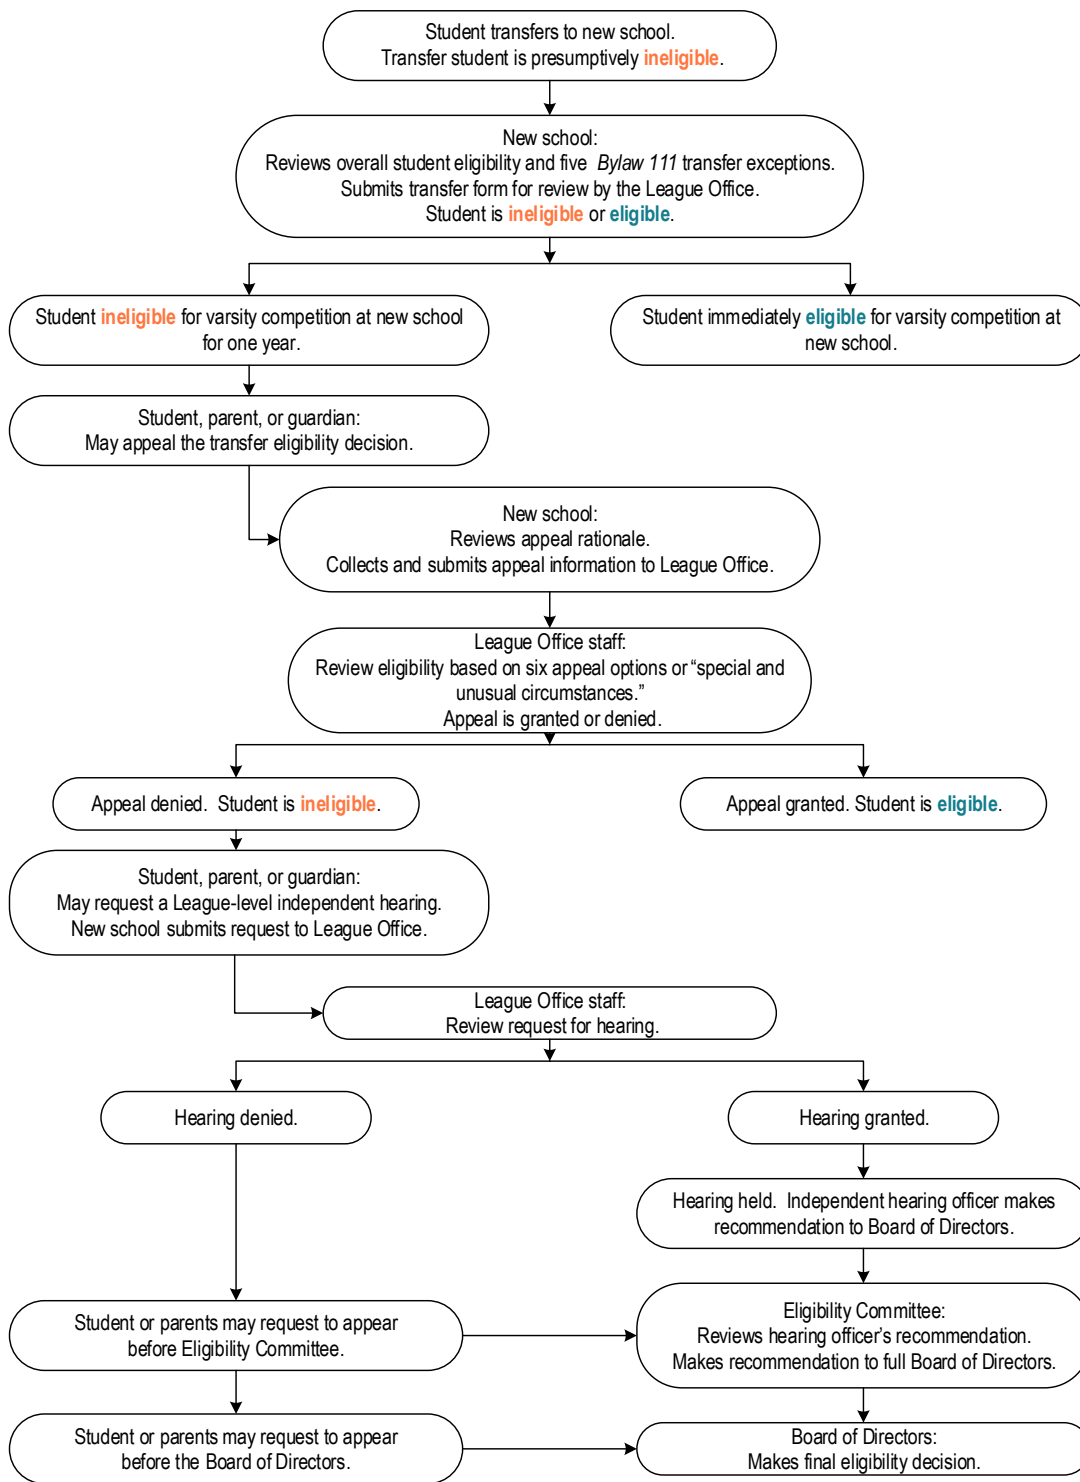 Student transfers to new school.
Transfer student is presumptively ineligible.
New school:
Reviews overall student eligibility and five Bylaw 111 transfer exceptions.
Submits transfer form for review by the League Office.
Student is ineligible or eligible.
Student ineligible for varsity competition at new school
for one year.
Student immediately eligible for varsity competition at
new school.
Student, parent, or guardian:
May appeal the transfer eligibility decision.
New school:
Reviews appeal rationale.
Collects and submits appeal information to League Office.
League Office staff:
Review eligibility based on six appeal options or “special and
unusual circumstances.”
Appeal is granted or denied.
Appeal denied. Student is ineligible.
Appeal granted. Student is eligible.
Student, parent, or guardian:
May request a League-level independent hearing.
New school submits request to League Office.
League Office staff:
Review request for hearing.
Hearing denied.
Hearing granted.
Hearing held. Independent hearing officer makes
recommendation to Board of Directors.
Student or parents may request to appear
before Eligibility Committee.
Eligibility Committee:
Reviews hearing officer’s recommendation.
Makes recommendation to full Board of Directors.
Student or parents may request to appear
before the Board of Directors.
Board of Directors:
Makes final eligibility decision.